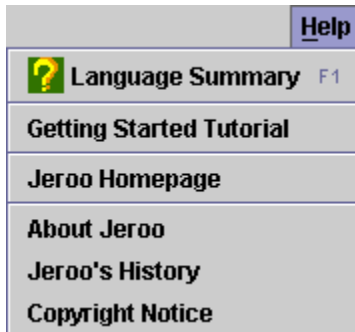 Help
Language Summary F1
Getting Started Tutorial
Jeroo Homepage
About Jeroo
Jeroo's History
Copyright Notice